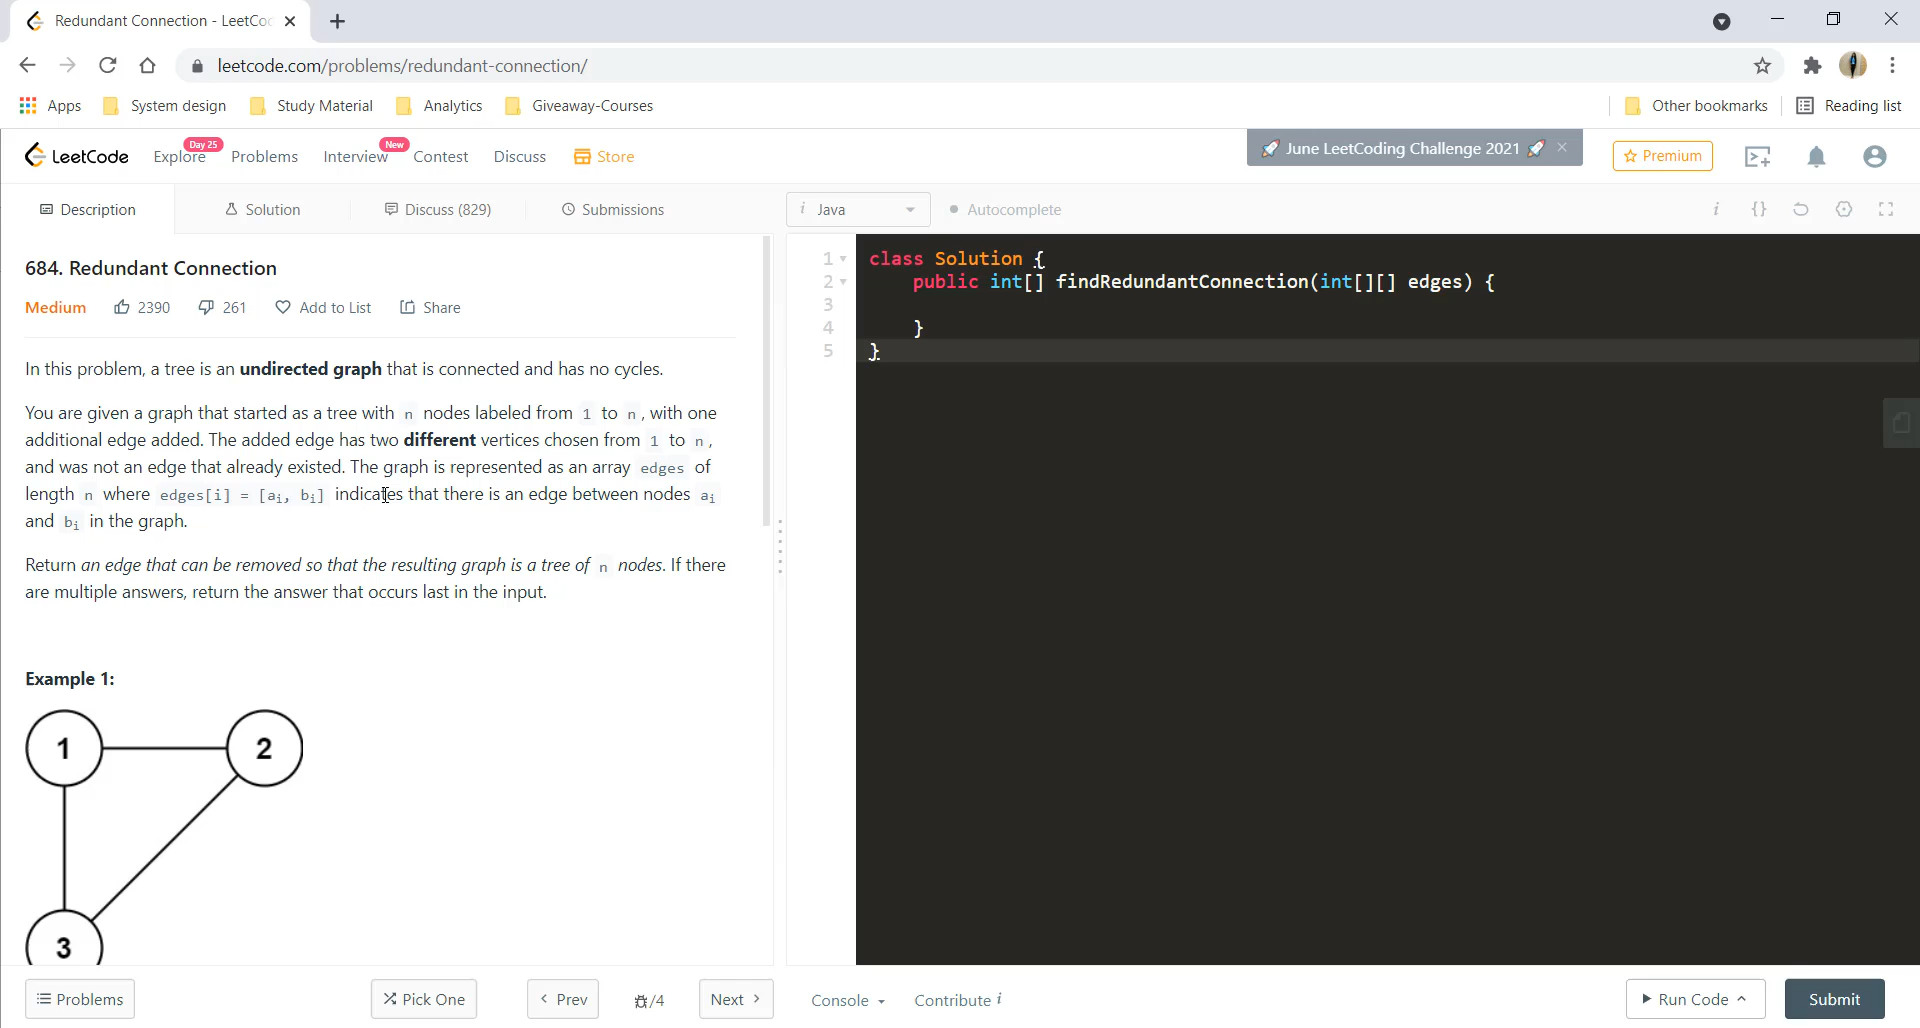 Redundant Connection - LeetCo
leetcode.com/problems/redundant-connection/
Apps System design Study Material Analytics Giveaway-Courses Other bookmarks Reading list
LeetCode Explore Day 25 Problems Interview New Contest Discuss Store June LeetCoding Challenge 2021 × Premium
Description Solution Discuss (829) Submissions i Java Autocomplete i {}
684. Redundant Connection
Medium 2390 261 Add to List Share
In this problem, a tree is an undirected graph that is connected and has no cycles.
You are given a graph that started as a tree with n nodes labeled from 1 to n, with one
additional edge added. The added edge has two different vertices chosen from 1 to n,
and was not an edge that already existed. The graph is represented as an array edges of
length n where edges[i] = [ai, bi] indicates that there is an edge between nodes ai
and bi in the graph.
Return an edge that can be removed so that the resulting graph is a tree of n nodes. If there
are multiple answers, return the answer that occurs last in the input.
Example 1:
1 2
3
1 class Solution {
2 public int[] findRedundantConnection(int[][] edges) {
3
4 }
5 }
Problems Pick One < Prev /4 Next > Console Contribute i Run Code Submit